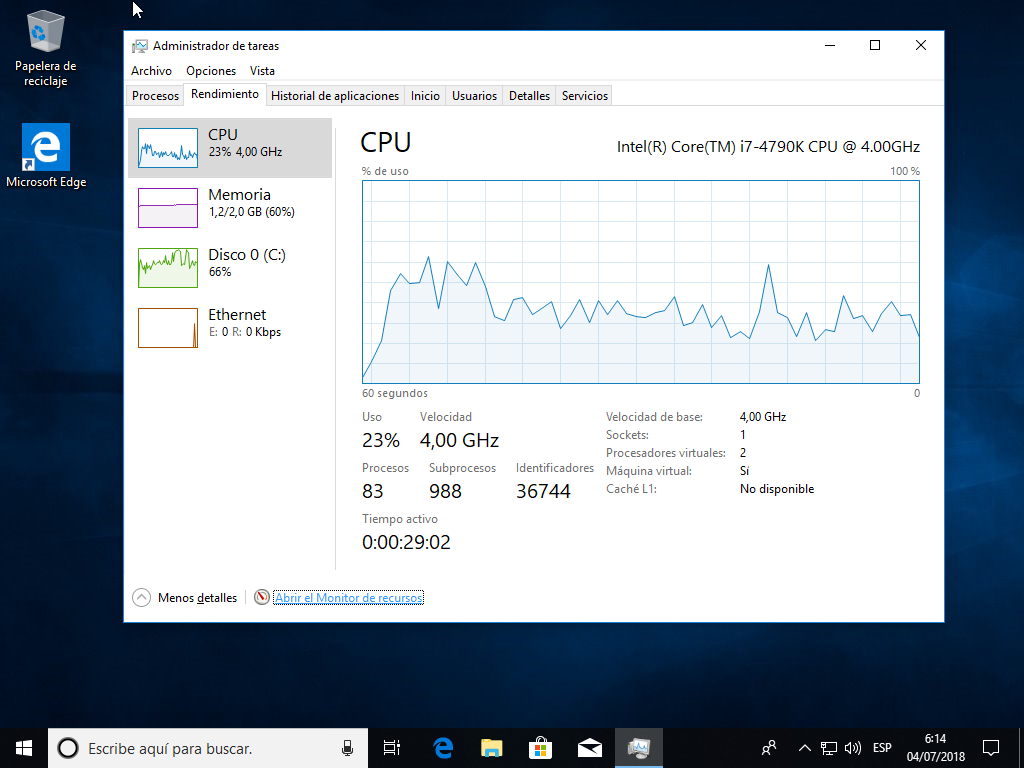 Papelera de
reciclaje
Microsoft Edge
Administrador de tareas
Archivo Opciones Vista
Procesos Rendimiento Historial de aplicaciones Inicio Usuarios Detalles Servicios
CPU
23% 4,00 GHz
Memoria
1,2/2,0 GB (60%)
Disco 0 (C:)
66%
Ethernet
E: 0 R: 0 Kbps
CPU Intel(R) Core(TM) i7-4790K CPU @ 4.00GHz
% de uso 100 %
60 segundos 0
Uso Velocidad
23% 4,00 GHz
Procesos Subprocesos Identificadores
83 988 36744
Tiempo activo
0:00:29:02
Velocidad de base: 4,00 GHz
Sockets: 1
Procesadores virtuales: 2
Máquina virtual: Sí
Caché L1: No disponible
Menos detalles Abrir el Monitor de recursos
Escribe aquí para buscar.
ESP
6:14
04/07/2018